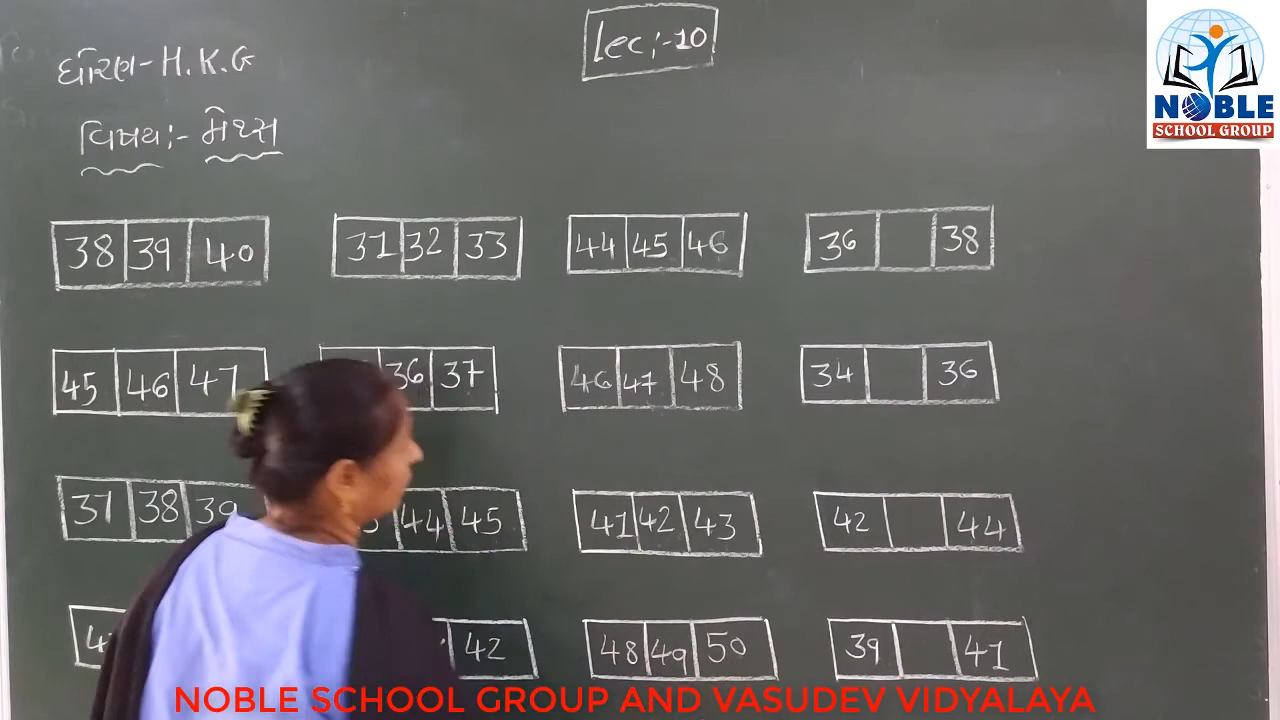 Lec:-10
ધોરણ- H.K.G
વિષય:- મેથ્સ
NOBLE
SCHOOL GROUP
38 39 40 31 32 33 44 45 46 36 38
45 46 47 36 37 46 47 48 34 36
37 38 39 44 45 41 42 43 42 44
42 48 49 50 39 41
NOBLE SCHOOL GROUP AND VASUDEV VIDYALAYA